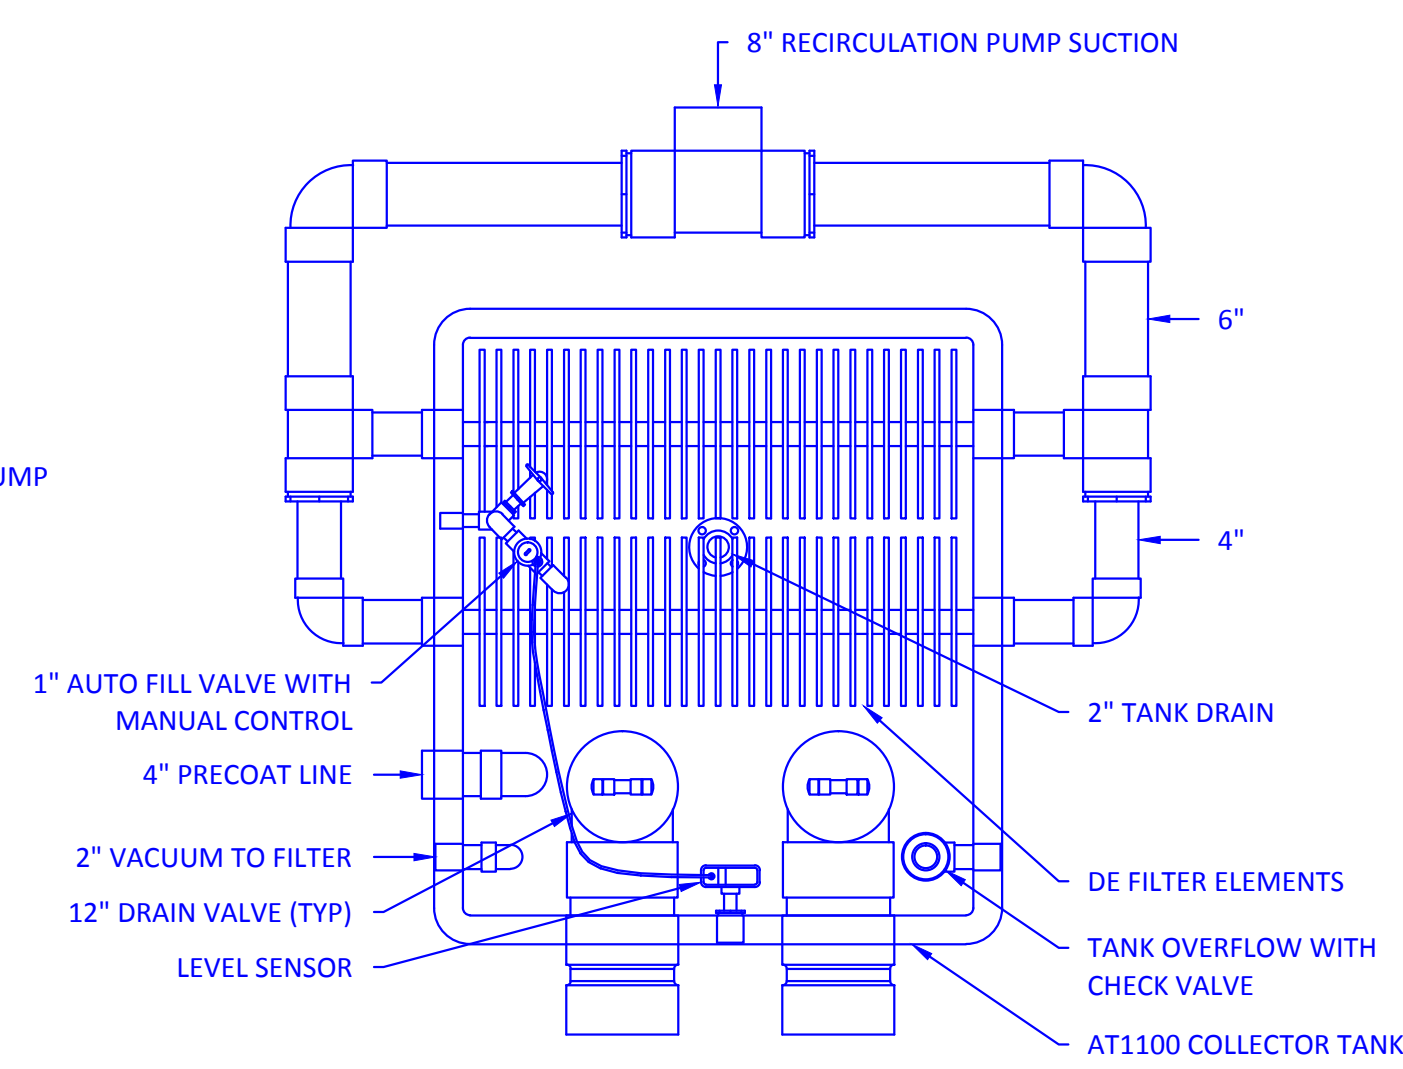 8" RECIRCULATION PUMP SUCTION
6"
UMP
4"
1" AUTO FILL VALVE WITH
MANUAL CONTROL
2" TANK DRAIN
4" PRECOAT LINE
2" VACUUM TO FILTER
DE FILTER ELEMENTS
12" DRAIN VALVE (TYP)
TANK OVERFLOW WITH
CHECK VALVE
LEVEL SENSOR
AT1100 COLLECTOR TANK